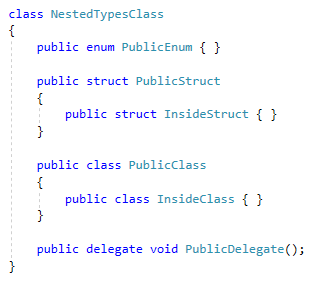 class NestedTypesClass
{
public enum PublicEnum { }
public struct PublicStruct
{
public struct InsideStruct { }
}
public class PublicClass
{
public class InsideClass { }
}
public delegate void PublicDelegate();
}